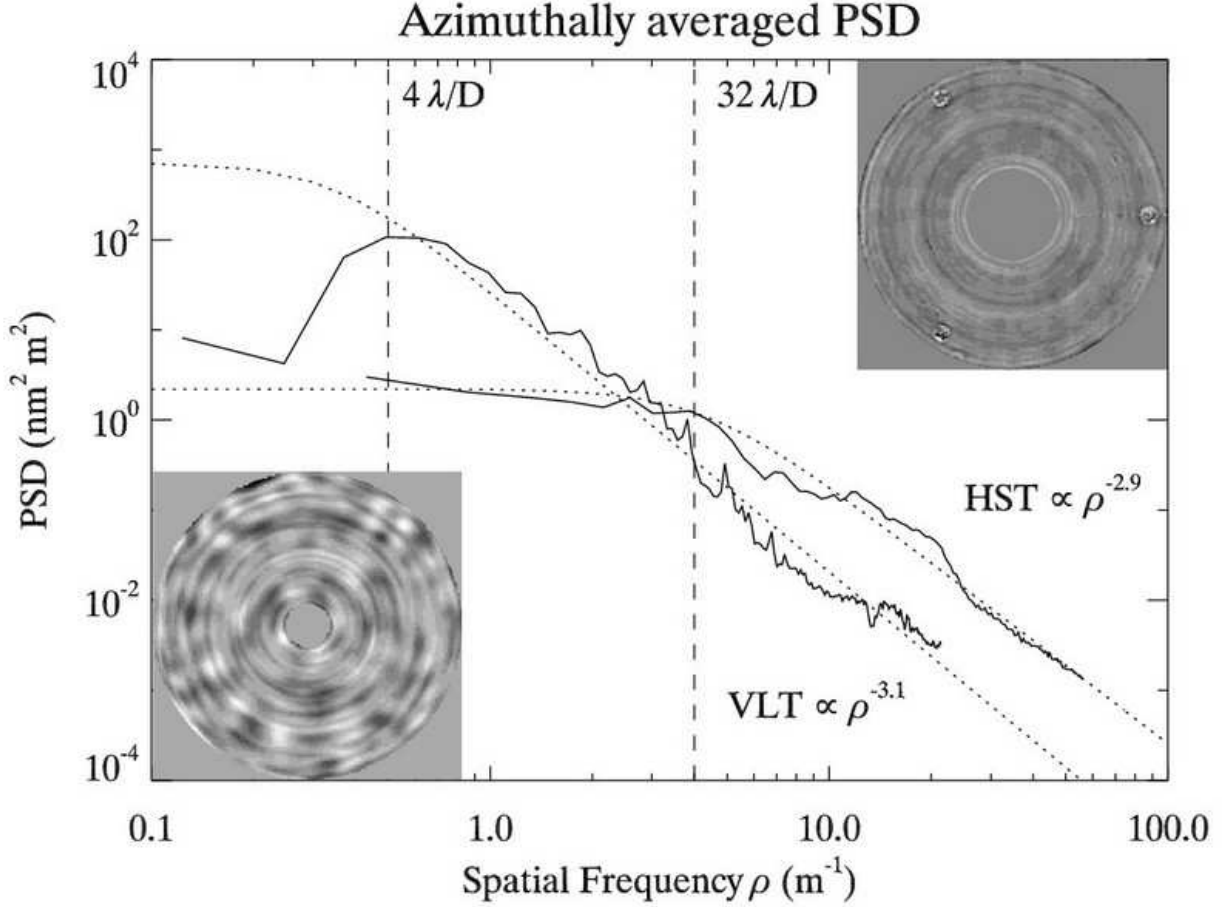 Azimuthally averaged PSD
10^4
4 λ/D
32 λ/D
10^2
PSD (nm^2 m^2)
10^0
HST ∝ ρ^-2.9
10^-2
VLT ∝ ρ^-3.1
10^-4
0.1
1.0
10.0
100.0
Spatial Frequency ρ (m^-1)